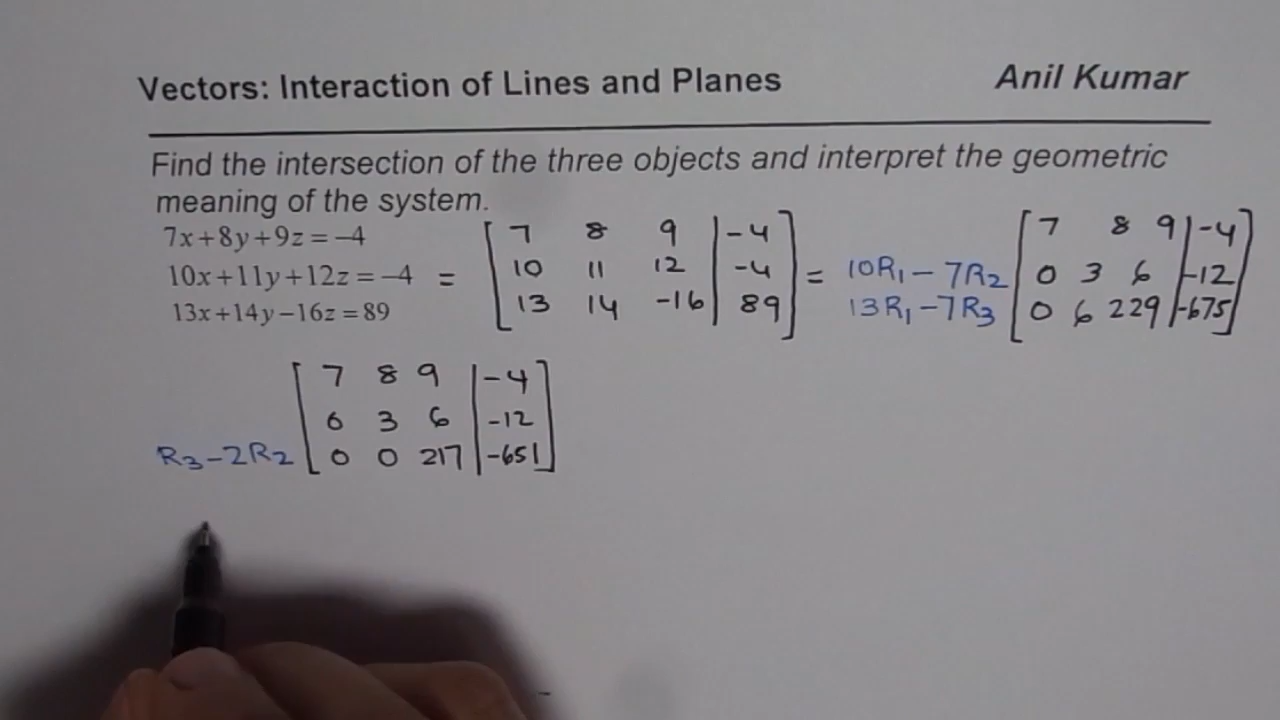 Vectors: Interaction of Lines and Planes Anil Kumar
Find the intersection of the three objects and interpret the geometric
meaning of the system.
7x+8y+9z=–4
10x+11y+12z=–4
13x+14y–16z=89
= [ 7 8 9 | -4
10 11 12 | -4
13 14 -16 | 89 ]
= [ 7 8 9 | -4
10R₁ - 7R₂ 0 3 6 | -12
13R₁ - 7R₃ 0 6 229 | -675 ]
[ 7 8 9 | -4
0 3 6 | -12
R₃ - 2R₂ 0 0 217 | -651 ]